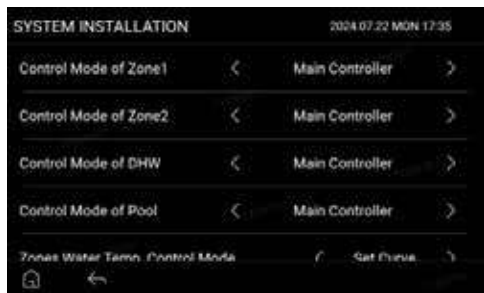 SYSTEM INSTALLATION 2024.07.22 MON 17:35
Control Mode of Zone1 < Main Controller >
Control Mode of Zone2 < Main Controller >
Control Mode of DHW < Main Controller >
Control Mode of Pool < Main Controller >
Zones Water Temp. Control Mode < Set Curve >